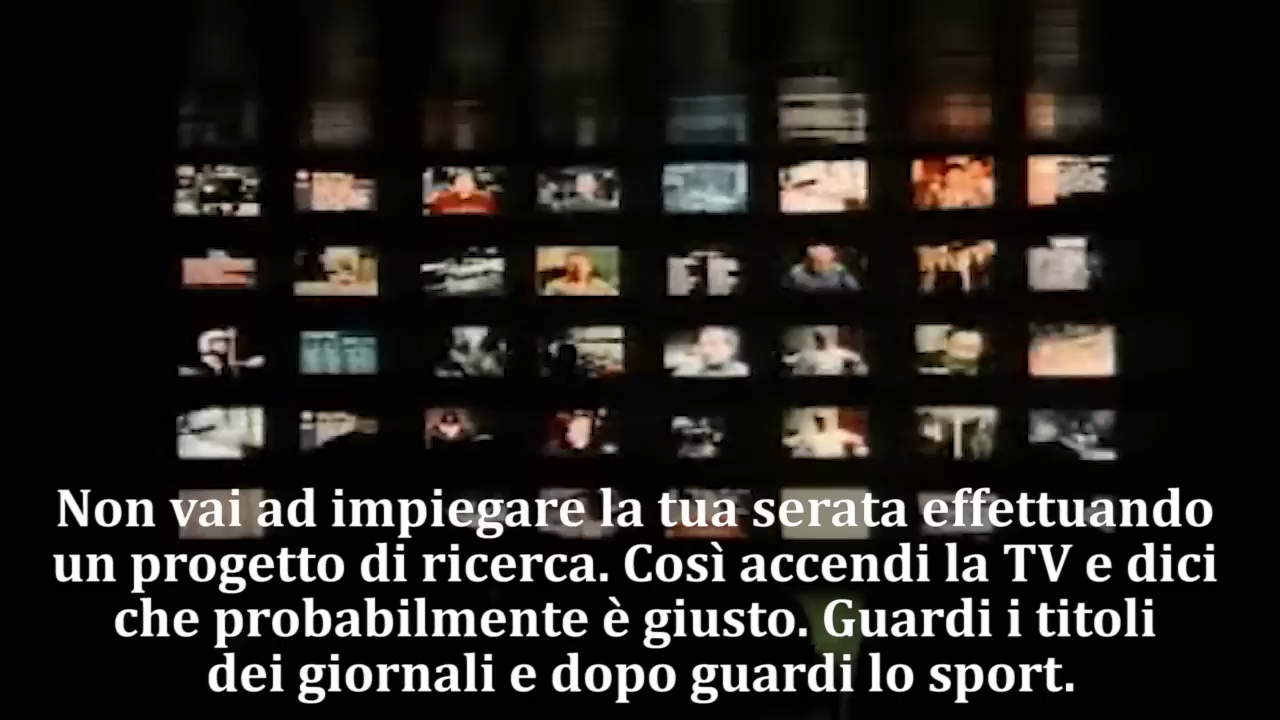 Non vai ad impiegare la tua serata effettuando
un progetto di ricerca. Così accendi la TV e dici
che probabilmente è giusto. Guardi i titoli
dei giornali e dopo guardi lo sport.